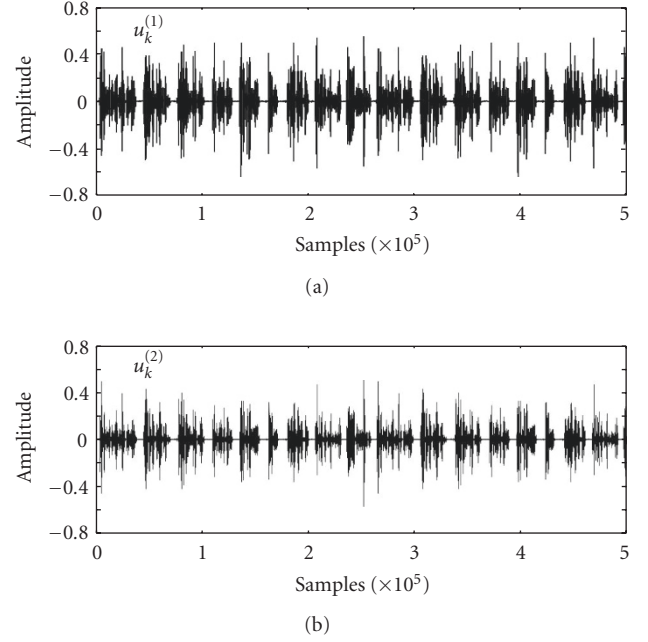 u_k^{(1)}
0.8
0.4
0
−0.4
−0.8
Amplitude
0 1 2 3 4 5
Samples (×10^5)
(a)
u_k^{(2)}
0.8
0.4
0
−0.4
−0.8
Amplitude
0 1 2 3 4 5
Samples (×10^5)
(b)